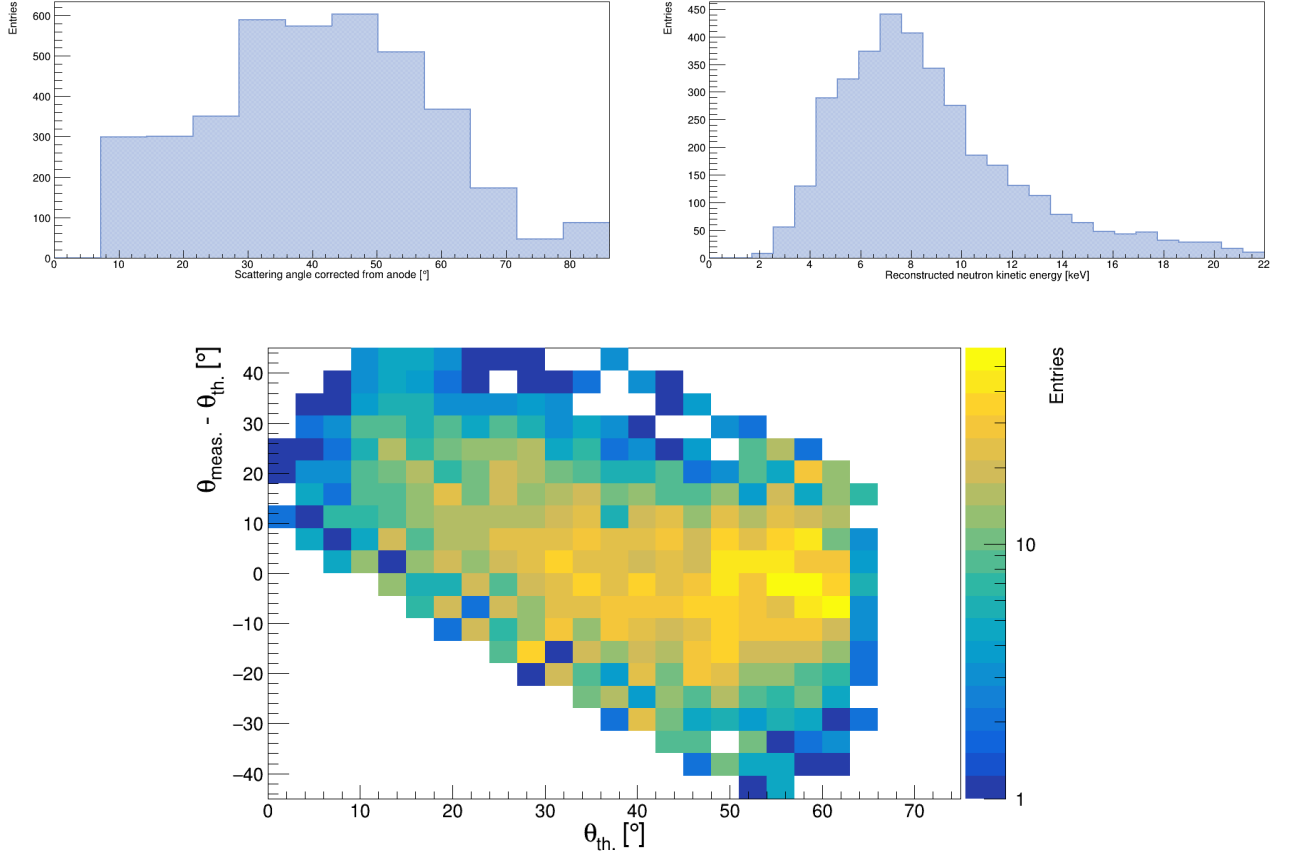 Entries
600
500
400
300
200
100
0
0 10 20 30 40 50 60 70 80
Scattering angle corrected from anode [°]
Entries
450
400
350
300
250
200
150
100
50
0
0 2 4 6 8 10 12 14 16 18 20 22
Reconstructed neutron kinetic energy [keV]
θmeas. - θth. [°]
40
30
20
10
0
−10
−20
−30
−40
0 10 20 30 40 50 60 70
θth. [°]
Entries
10
1